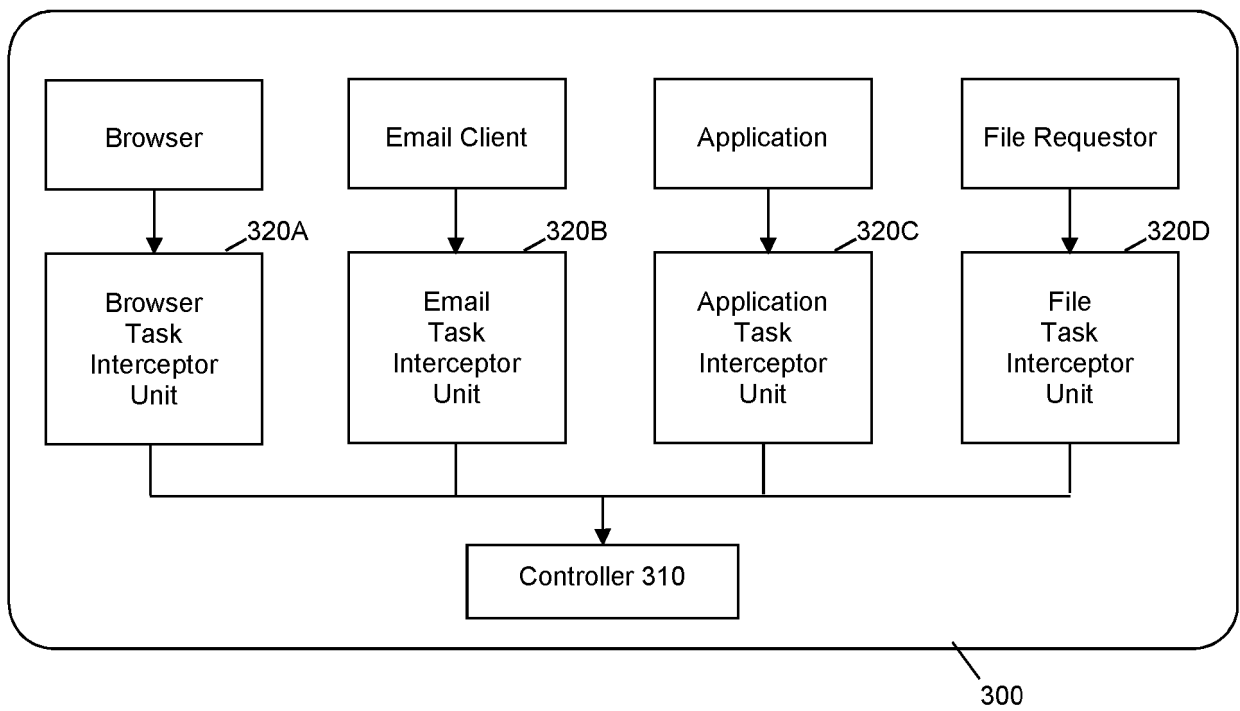 Browser
Email Client
Application
File Requestor
320A
320B
320C
320D
Browser
Task
Interceptor
Unit
Email
Task
Interceptor
Unit
Application
Task
Interceptor
Unit
File
Task
Interceptor
Unit
Controller 310
300